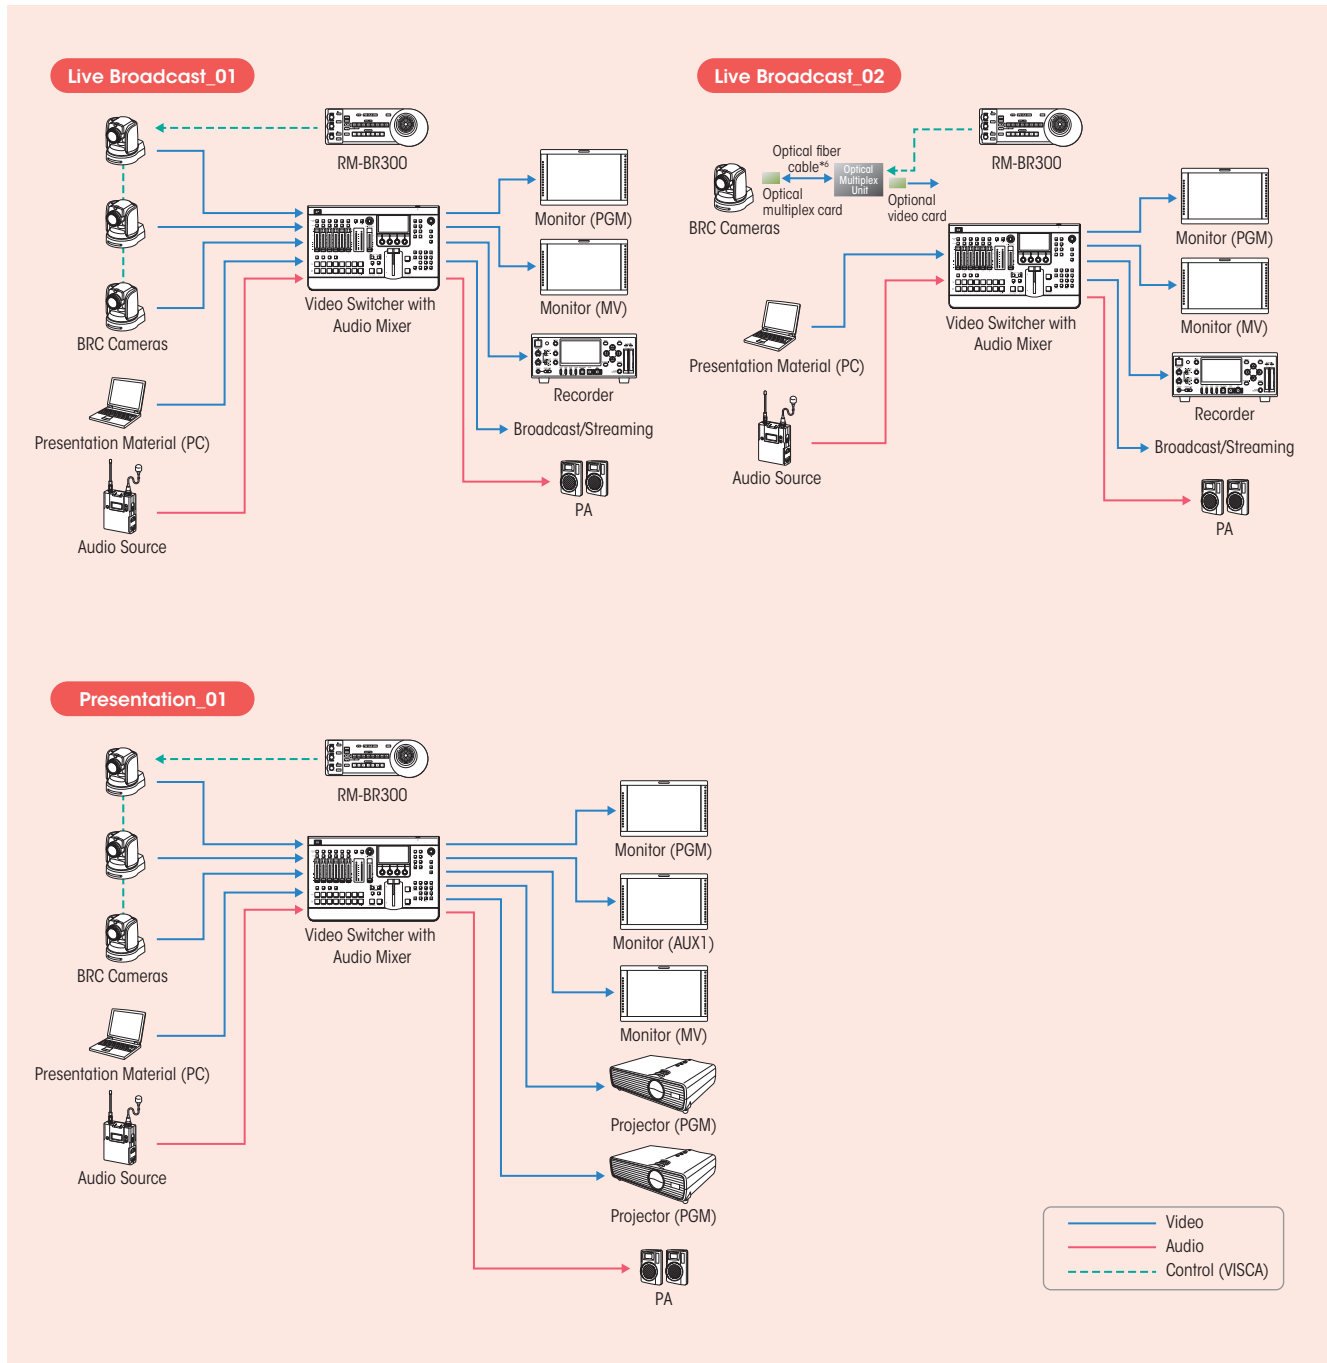 Live Broadcast_01
RM-BR300
BRC Cameras
Presentation Material (PC)
Audio Source
Video Switcher with
Audio Mixer
Monitor (PGM)
Monitor (MV)
Recorder
Broadcast/Streaming
PA
Live Broadcast_02
RM-BR300
Optical fiber
cable*6
Optical
Multiplex
Unit
Optical
multiplex card
Optional
video card
BRC Cameras
Presentation Material (PC)
Audio Source
Video Switcher with
Audio Mixer
Monitor (PGM)
Monitor (MV)
Recorder
Broadcast/Streaming
PA
Presentation_01
RM-BR300
BRC Cameras
Presentation Material (PC)
Audio Source
Video Switcher with
Audio Mixer
Monitor (PGM)
Monitor (AUX1)
Monitor (MV)
Projector (PGM)
Projector (PGM)
PA
Video
Audio
Control (VISCA)